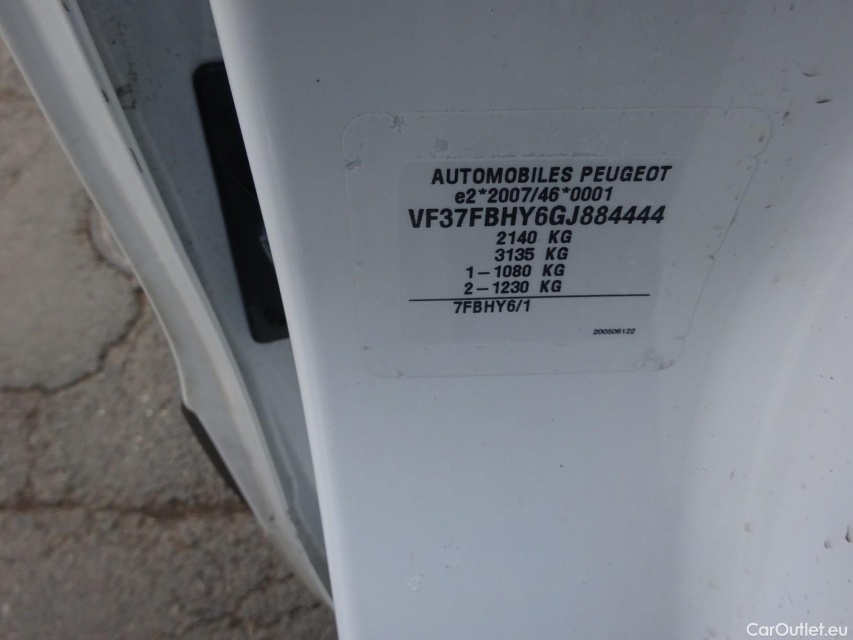 AUTOMOBILES PEUGEOT
e2*2007/46*0001
VF37FBHY6GJ884444
2140 KG
3135 KG
1-1080 KG
2-1230 KG
7FBHY6/1
200506122
CarOutlet.eu